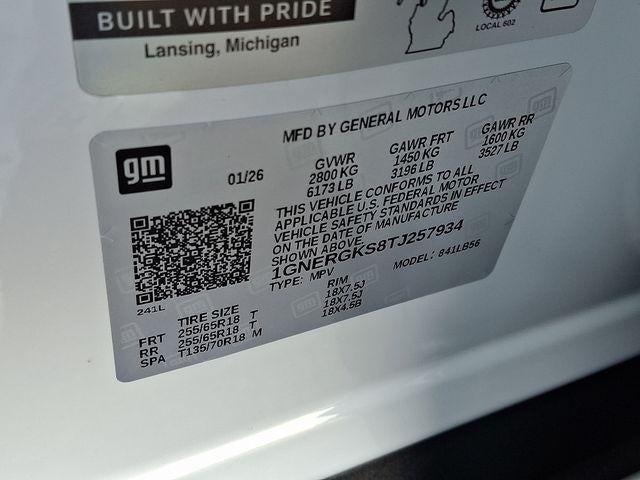 BUILT WITH PRIDE
Lansing, Michigan
LOCAL 602
MFD BY GENERAL MOTORS LLC
gm
01/26
GVWR GAWR FRT GAWR RR
2800 KG 1450 KG 1600 KG
6173 LB 3196 LB 3527 LB
THIS VEHICLE CONFORMS TO ALL
APPLICABLE U.S. FEDERAL MOTOR
VEHICLE SAFETY STANDARDS IN EFFECT
ON THE DATE OF MANUFACTURE
SHOWN ABOVE.
1GNERGKS8TJ257934
TYPE: MPV MODEL: 841LB56
241L
TIRE SIZE RIM
FRT 255/65R18 T 18X7.5J
RR 255/65R18 T 18X7.5J
SPA T135/70R18 M 18X4.5B